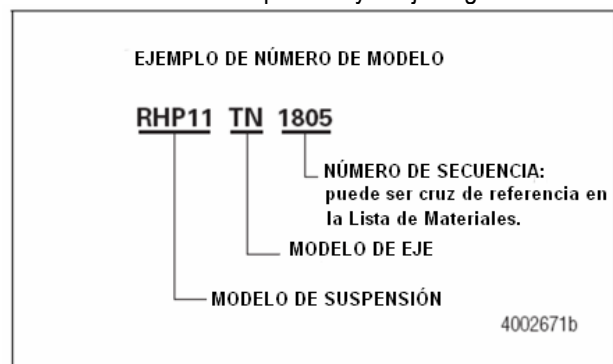 EJEMPLO DE NÚMERO DE MODELO
RHP11 TN 1805
NÚMERO DE SECUENCIA:
puede ser cruz de referencia en
la Lista de Materiales.
MODELO DE EJE
MODELO DE SUSPENSIÓN
4002671b